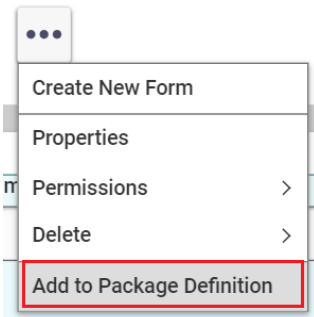 Create New Form
Properties
m
Permissions
Delete
Add to Package Definition